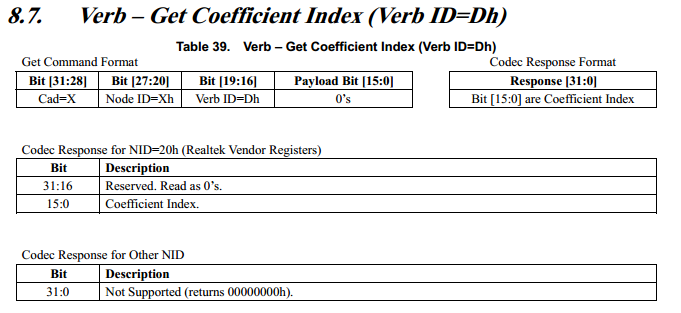 8.7. Verb – Get Coefficient Index (Verb ID=Dh)
Table 39. Verb – Get Coefficient Index (Verb ID=Dh)
Get Command Format Codec Response Format
Bit [31:28] Bit [27:20] Bit [19:16] Payload Bit [15:0] Response [31:0]
Cad=X Node ID=Xh Verb ID=Dh 0’s Bit [15:0] are Coefficient Index
Codec Response for NID=20h (Realtek Vendor Registers)
Bit Description
31:16 Reserved. Read as 0’s.
15:0 Coefficient Index.
Codec Response for Other NID
Bit Description
31:0 Not Supported (returns 00000000h).